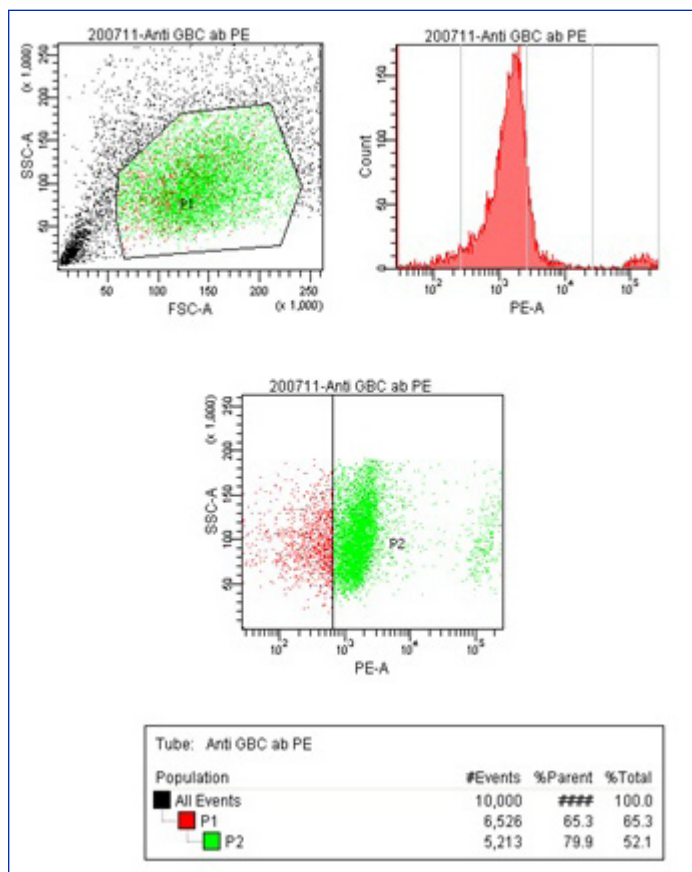 200711-Anti GBC ab PE
(x 1,000)
SSC-A
250
200
150
100
50
P1
50 100 150 200 250
FSC-A
(x 1,000)
200711-Anti GBC ab PE
Count
150
100
50
0
10² 10³ 10⁴ 10⁵
PE-A
200711-Anti GBC ab PE
(x 1,000)
SSC-A
250
200
150
100
50
P2
10² 10³ 10⁴ 10⁵
PE-A
Tube: Anti GBC ab PE
Population #Events %Parent %Total
All Events 10,000 #### 100.0
P1 6,526 65.3 65.3
P2 5,213 79.9 52.1